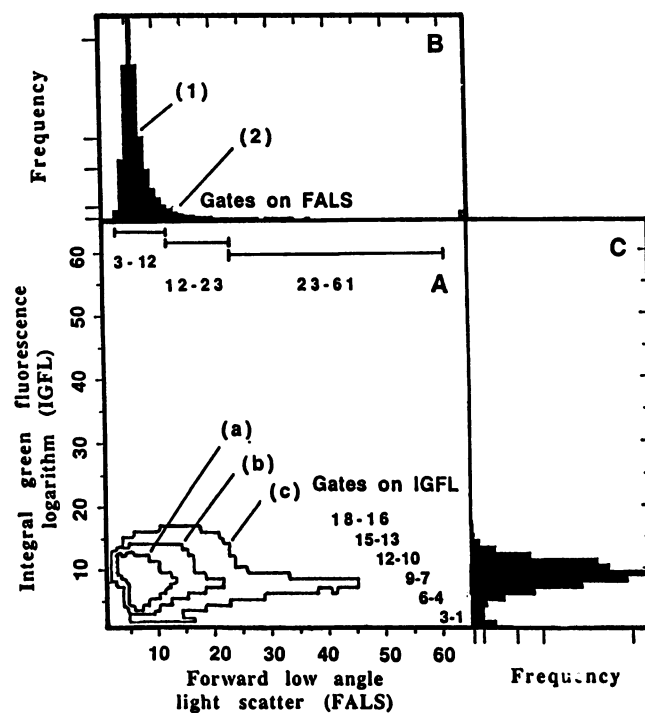 B
Frequency
(1)
(2)
Gates on FALS
C
A
3-12
12-23
23-61
60
50
40
30
20
10
Integral green fluorescence
logarithm (IGFL)
(a)
(b)
(c)
Gates on IGFL
18-16
15-13
12-10
9-7
6-4
3-1
10
20
30
40
50
60
Forward low angle
light scatter (FALS)
Frequency